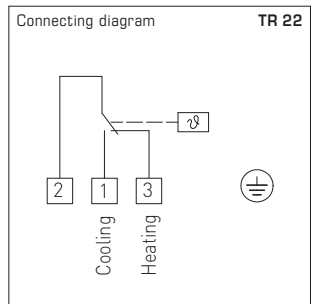 Connecting diagram TR 22
ϑ
2 1 3
Cooling
Heating